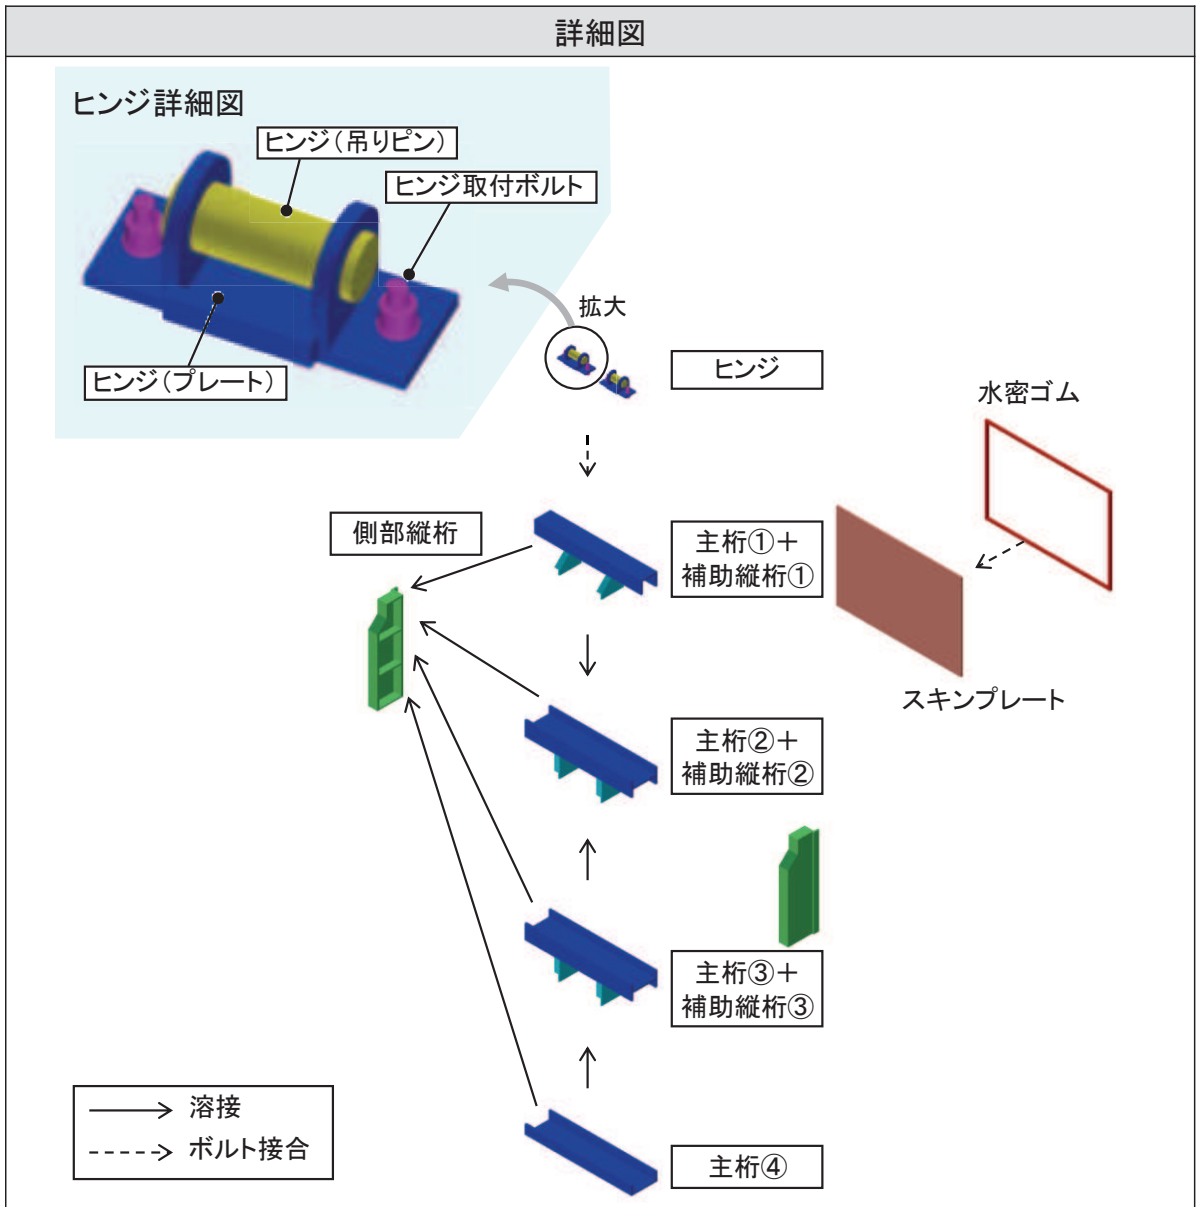 詳細図
ヒンジ詳細図
ヒンジ（吊りピン）
ヒンジ取付ボルト
ヒンジ（プレート）
拡大
ヒンジ
水密ゴム
側部縦桁
主桁①＋
補助縦桁①
スキンプレート
主桁②＋
補助縦桁②
主桁③＋
補助縦桁③
溶接
ボルト接合
主桁④